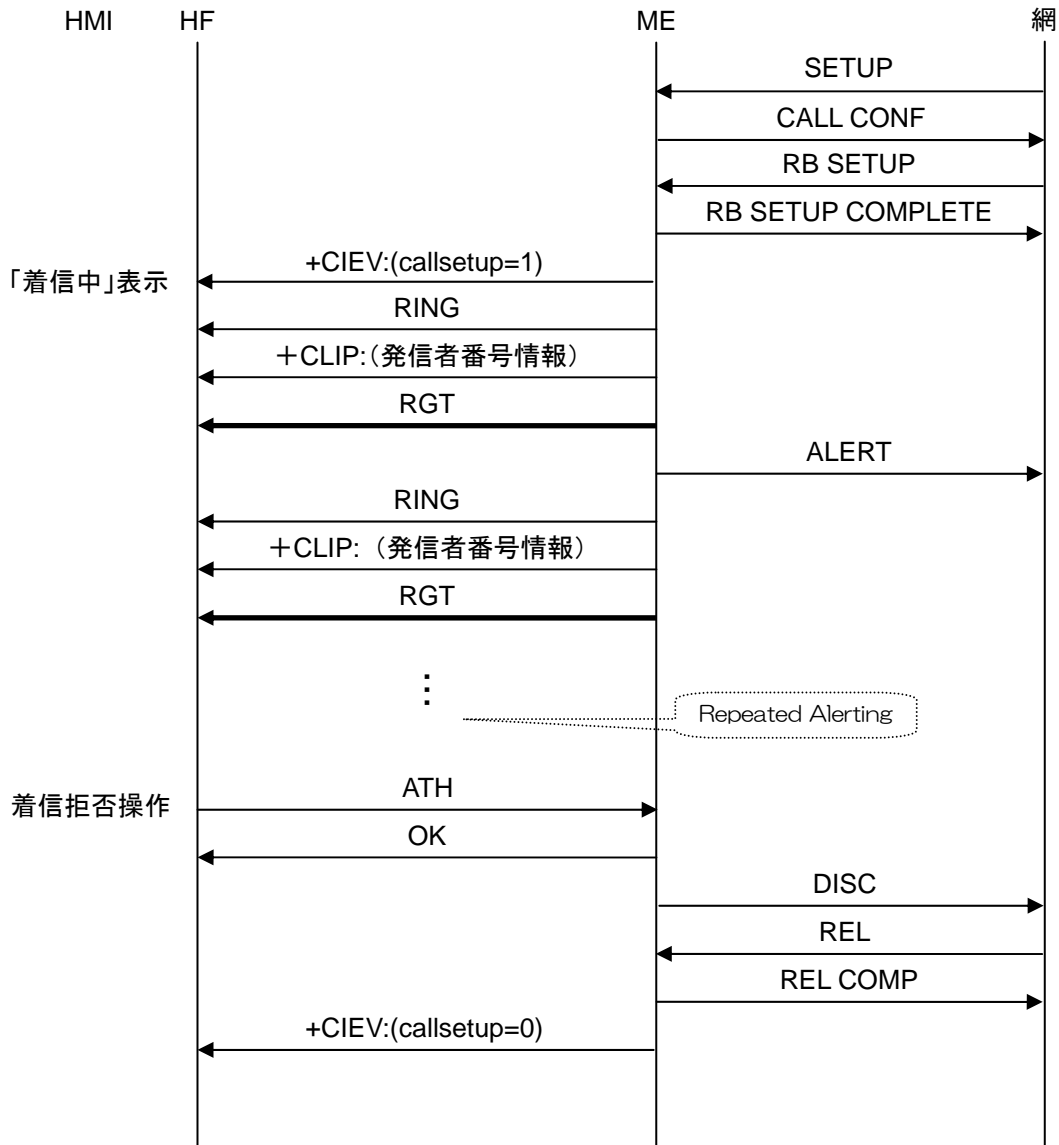 HMI HF ME 網
SETUP
CALL CONF
RB SETUP
RB SETUP COMPLETE
+CIEV:(callsetup=1)
「着信中」表示
RING
＋CLIP:（発信者番号情報）
RGT
ALERT
RING
＋CLIP:（発信者番号情報）
RGT
⋮
Repeated Alerting
ATH
着信拒否操作
OK
DISC
REL
REL COMP
+CIEV:(callsetup=0)